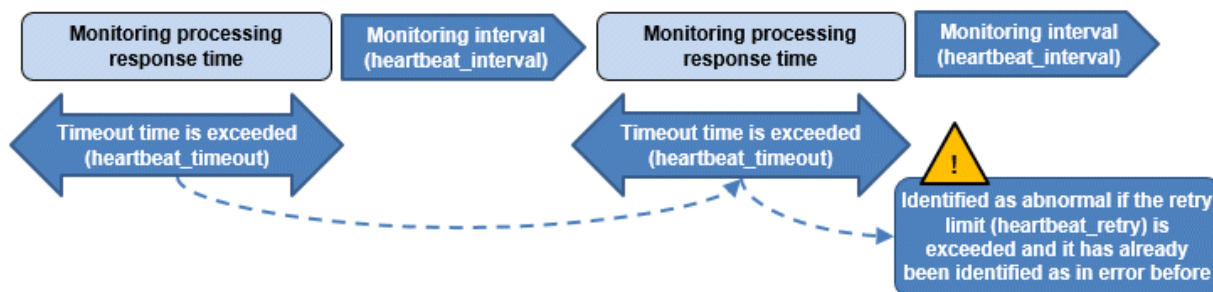 Monitoring processing
response time
Monitoring interval
(heartbeat_interval)
Monitoring processing
response time
Monitoring interval
(heartbeat_interval)
Timeout time is exceeded
(heartbeat_timeout)
Timeout time is exceeded
(heartbeat_timeout)
!
Identified as abnormal if the retry
limit (heartbeat_retry) is
exceeded and it has already
been identified as in error before